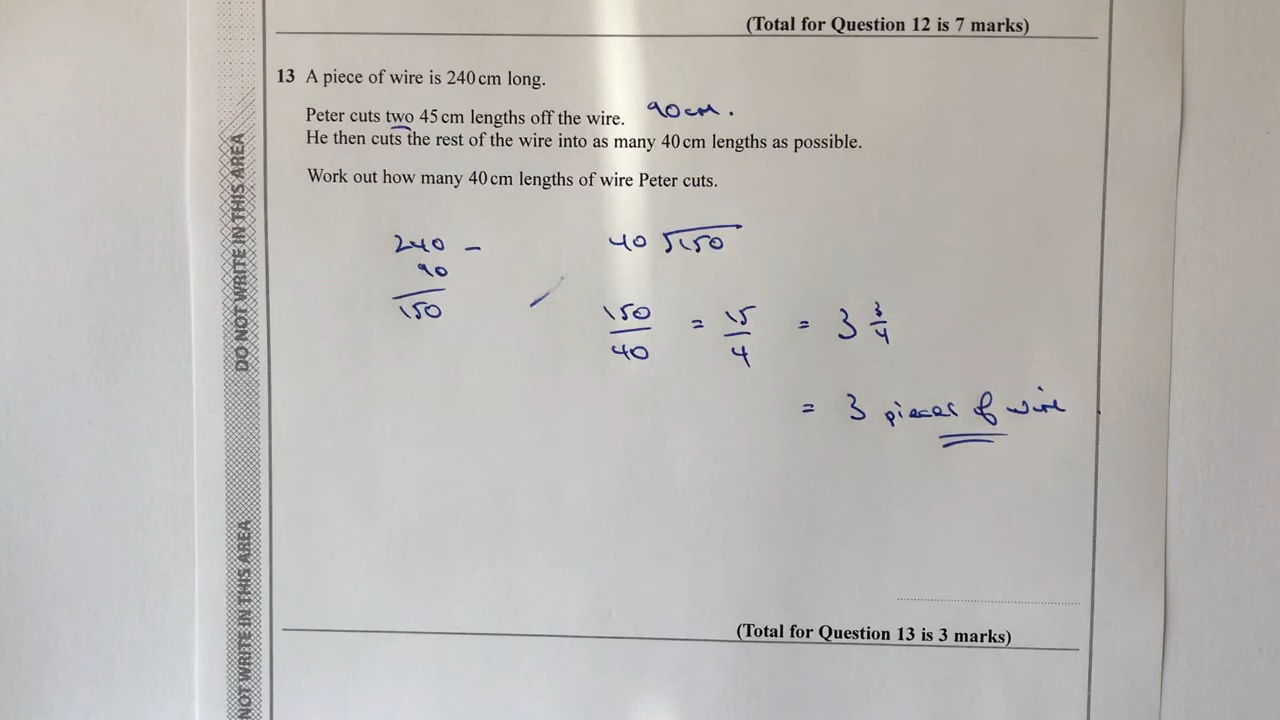 (Total for Question 12 is 7 marks)
13 A piece of wire is 240 cm long.
Peter cuts two 45 cm lengths off the wire. 90cm.
He then cuts the rest of the wire into as many 40 cm lengths as possible.
Work out how many 40 cm lengths of wire Peter cuts.
240 -
90
150
40 √150
150/40 = 15/4 = 3 3/4
= 3 pieces of wire
(Total for Question 13 is 3 marks)
DO NOT WRITE IN THIS AREA
NOT WRITE IN THIS AREA